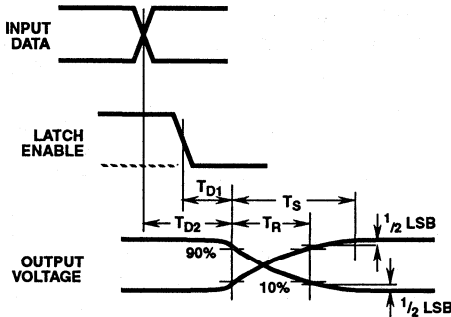 INPUT
DATA
LATCH
ENABLE
TD1
TS
TD2
TR
1/2 LSB
90%
OUTPUT
VOLTAGE
10%
1/2 LSB